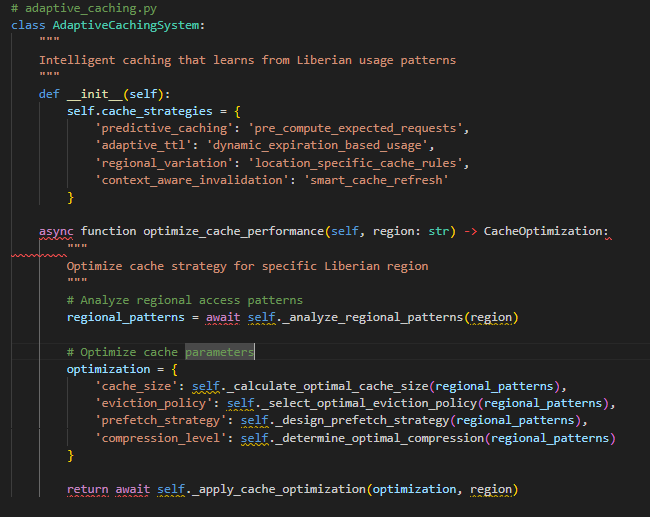 # adaptive_caching.py
class AdaptiveCachingSystem:
    """
    Intelligent caching that learns from Liberian usage patterns
    """
    def __init__(self):
        self.cache_strategies = {
            'predictive_caching': 'pre_compute_expected_requests',
            'adaptive_ttl': 'dynamic_expiration_based_usage',
            'regional_variation': 'location_specific_cache_rules',
            'context_aware_invalidation': 'smart_cache_refresh'
        }

    async function optimize_cache_performance(self, region: str) -> CacheOptimization:
        """
        Optimize cache strategy for specific Liberian region
        """
        # Analyze regional access patterns
        regional_patterns = await self._analyze_regional_patterns(region)

        # Optimize cache parameters
        optimization = {
            'cache_size': self._calculate_optimal_cache_size(regional_patterns),
            'eviction_policy': self._select_optimal_eviction_policy(regional_patterns),
            'prefetch_strategy': self._design_prefetch_strategy(regional_patterns),
            'compression_level': self._determine_optimal_compression(regional_patterns)
        }

        return await self._apply_cache_optimization(optimization, region)